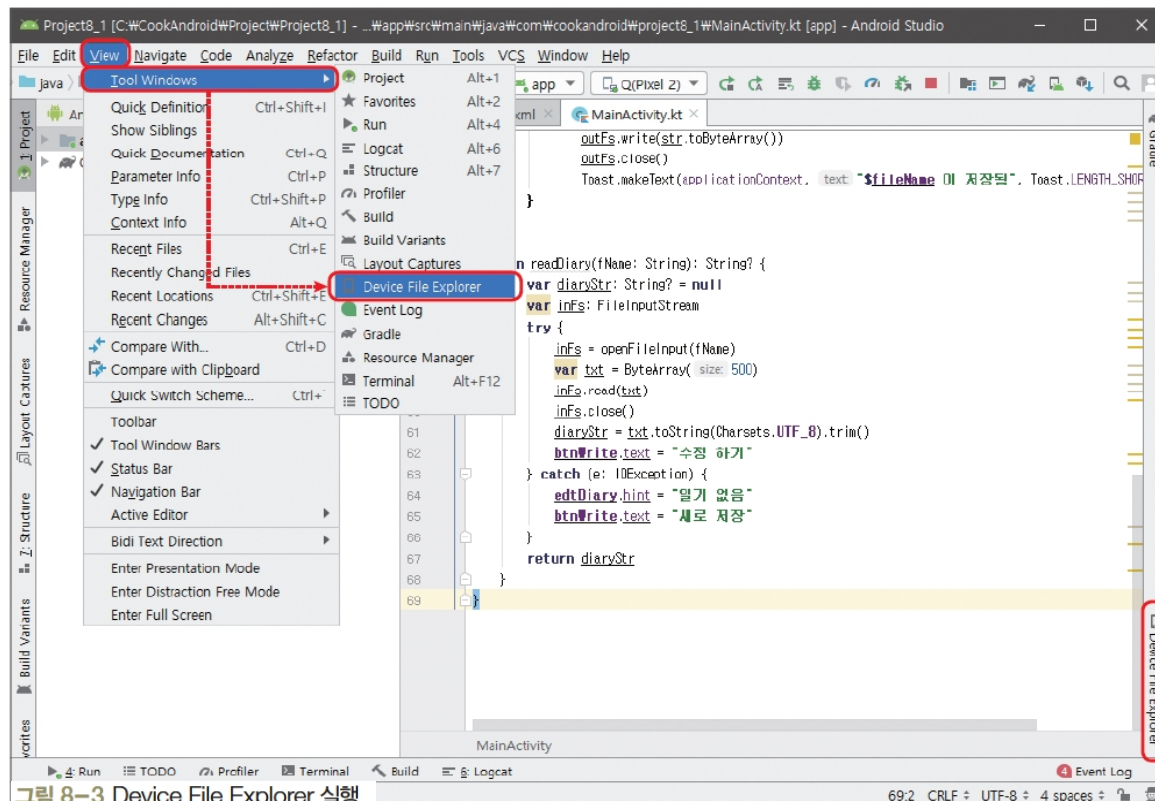 Project8_1 [C:₩CookAndroid₩Project₩Project8_1] - ...₩app₩src₩main₩java₩com₩cookandroid₩project8_1₩MainActivity.kt [app] - Android Studio
File Edit View Navigate Code Analyze Refactor Build Run Tools VCS Window Help
java
app
Q(Pixel 2)
Tool Windows
Quick Definition Ctrl+Shift+I
Show Siblings
Quick Documentation Ctrl+Q
Parameter Info Ctrl+P
Type Info Ctrl+Shift+P
Context Info Alt+Q
Recent Files Ctrl+E
Recently Changed Files
Recent Locations Ctrl+Shift+E
Recent Changes Alt+Shift+C
Compare With... Ctrl+D
Compare with Clipboard
Quick Switch Scheme... Ctrl+`
Toolbar
Tool Window Bars
Status Bar
Navigation Bar
Active Editor
Bidi Text Direction
Enter Presentation Mode
Enter Distraction Free Mode
Enter Full Screen
Project Alt+1
Favorites Alt+2
Run Alt+4
Logcat Alt+6
Structure Alt+7
Profiler
Build
Build Variants
Layout Captures
Device File Explorer
Event Log
Gradle
Resource Manager
Terminal Alt+F12
TODO
MainActivity.kt
outFs.write(str.toByteArray())
outFs.close()
Toast.makeText(applicationContext, text: "$fileName 이 저장됨", Toast.LENGTH_SHOR
}
n readDiary(fName: String): String? {
var diaryStr: String? = null
var inFs: FileInputStream
try {
inFs = openFileInput(fName)
var txt = ByteArray( size: 500)
inFs.read(txt)
inFs.close()
61 diaryStr = txt.toString(Charsets.UTF_8).trim()
62 btnWrite.text = "수정 하기"
63 } catch (e: IOException) {
64 edtDiary.hint = "일기 없음"
65 btnWrite.text = "새로 저장"
66 }
67 return diaryStr
68 }
69 }
MainActivity
1: Project
Resource Manager
Layout Captures
7: Structure
Build Variants
vorites
Gradle
Device File Explorer
4: Run TODO Profiler Terminal Build 6: Logcat 4 Event Log
69:2 CRLF UTF-8 4 spaces
그림 8-3 Device File Explorer 실행